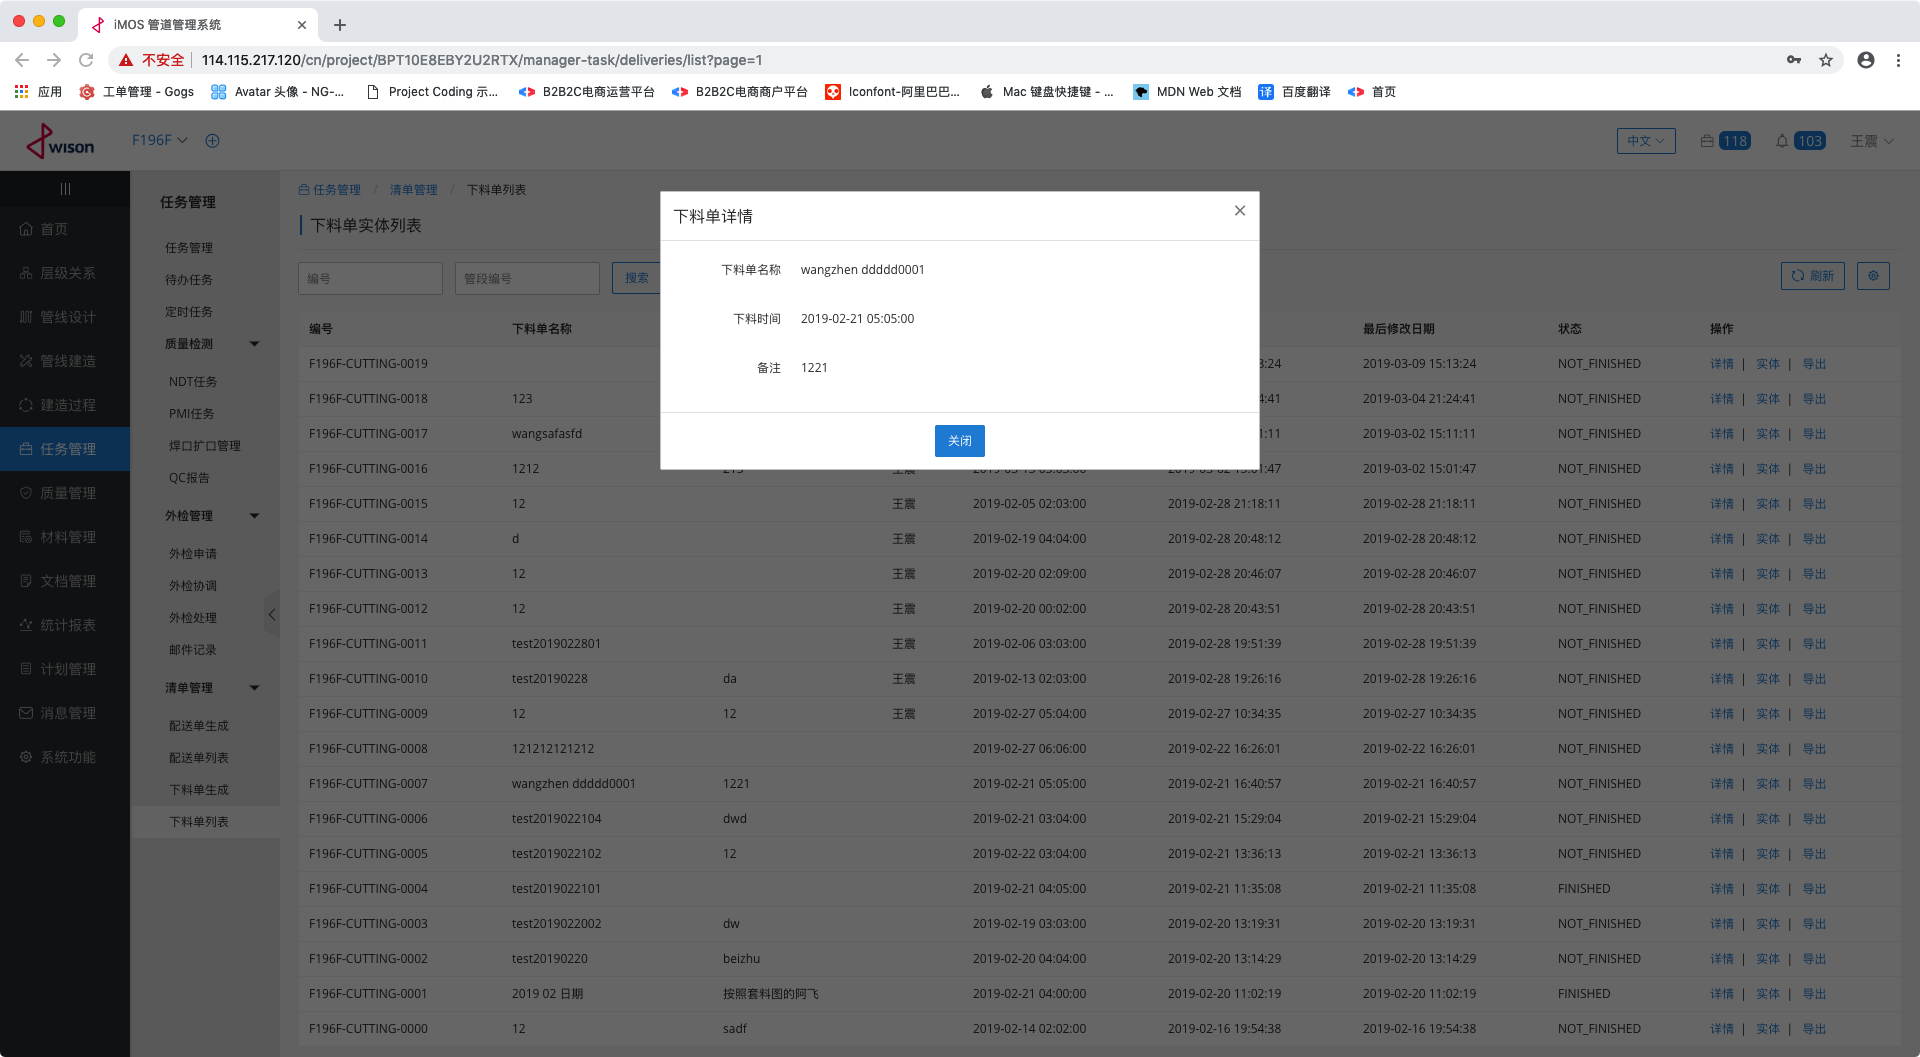 iMOS 管道管理系统
不安全 114.115.217.120/cn/project/BPT10E8EBY2U2RTX/manager-task/deliveries/list?page=1
应用 工单管理 - Gogs Avatar 头像 - NG-... Project Coding 示... B2B2C电商运营平台 B2B2C电商商户平台 Iconfont-阿里巴巴... Mac 键盘快捷键 - ... MDN Web 文档 译 百度翻译 首页
wison F196F 中文 118 103 王震
首页
层级关系
管线设计
管线建造
建造过程
任务管理
质量管理
材料管理
文档管理
统计报表
计划管理
消息管理
系统功能
任务管理
任务管理
待办任务
定时任务
质量检测
NDT任务
PMI任务
焊口扩口管理
QC报告
外检管理
外检申请
外检协调
外检处理
邮件记录
清单管理
配送单生成
配送单列表
下料单生成
下料单列表
任务管理 / 清单管理 / 下料单列表
下料单实体列表
编号 管段编号 搜索 刷新
下料单详情
下料单名称 wangzhen ddddd0001
下料时间 2019-02-21 05:05:00
备注 1221
关闭
编号 下料单名称 最后修改日期 状态 操作
F196F-CUTTING-0019 3:24 2019-03-09 15:13:24 NOT_FINISHED 详情 | 实体 | 导出
F196F-CUTTING-0018 123 4:41 2019-03-04 21:24:41 NOT_FINISHED 详情 | 实体 | 导出
F196F-CUTTING-0017 wangsafasfd 1:11 2019-03-02 15:11:11 NOT_FINISHED 详情 | 实体 | 导出
F196F-CUTTING-0016 1212 :47 2019-03-02 15:01:47 NOT_FINISHED 详情 | 实体 | 导出
F196F-CUTTING-0015 12 王震 2019-02-05 02:03:00 2019-02-28 21:18:11 2019-02-28 21:18:11 NOT_FINISHED 详情 | 实体 | 导出
F196F-CUTTING-0014 d 王震 2019-02-19 04:04:00 2019-02-28 20:48:12 2019-02-28 20:48:12 NOT_FINISHED 详情 | 实体 | 导出
F196F-CUTTING-0013 12 王震 2019-02-20 02:09:00 2019-02-28 20:46:07 2019-02-28 20:46:07 NOT_FINISHED 详情 | 实体 | 导出
F196F-CUTTING-0012 12 王震 2019-02-20 00:02:00 2019-02-28 20:43:51 2019-02-28 20:43:51 NOT_FINISHED 详情 | 实体 | 导出
F196F-CUTTING-0011 test2019022801 王震 2019-02-06 03:03:00 2019-02-28 19:51:39 2019-02-28 19:51:39 NOT_FINISHED 详情 | 实体 | 导出
F196F-CUTTING-0010 test20190228 da 王震 2019-02-13 02:03:00 2019-02-28 19:26:16 2019-02-28 19:26:16 NOT_FINISHED 详情 | 实体 | 导出
F196F-CUTTING-0009 12 12 王震 2019-02-27 05:04:00 2019-02-27 10:34:35 2019-02-27 10:34:35 NOT_FINISHED 详情 | 实体 | 导出
F196F-CUTTING-0008 121212121212 2019-02-27 06:06:00 2019-02-22 16:26:01 2019-02-22 16:26:01 NOT_FINISHED 详情 | 实体 | 导出
F196F-CUTTING-0007 wangzhen ddddd0001 1221 2019-02-21 05:05:00 2019-02-21 16:40:57 2019-02-21 16:40:57 NOT_FINISHED 详情 | 实体 | 导出
F196F-CUTTING-0006 test2019022104 dwd 2019-02-21 03:04:00 2019-02-21 15:29:04 2019-02-21 15:29:04 NOT_FINISHED 详情 | 实体 | 导出
F196F-CUTTING-0005 test2019022102 12 2019-02-22 03:04:00 2019-02-21 13:36:13 2019-02-21 13:36:13 NOT_FINISHED 详情 | 实体 | 导出
F196F-CUTTING-0004 test2019022101 2019-02-21 04:05:00 2019-02-21 11:35:08 2019-02-21 11:35:08 FINISHED 详情 | 实体 | 导出
F196F-CUTTING-0003 test2019022002 dw 2019-02-19 03:03:00 2019-02-20 13:19:31 2019-02-20 13:19:31 NOT_FINISHED 详情 | 实体 | 导出
F196F-CUTTING-0002 test20190220 beizhu 2019-02-20 04:04:00 2019-02-20 13:14:29 2019-02-20 13:14:29 NOT_FINISHED 详情 | 实体 | 导出
F196F-CUTTING-0001 2019 02 日期 按照套料图的阿飞 2019-02-21 04:00:00 2019-02-20 11:02:19 2019-02-20 11:02:19 FINISHED 详情 | 实体 | 导出
F196F-CUTTING-0000 12 sadf 2019-02-14 02:02:00 2019-02-16 19:54:38 2019-02-16 19:54:38 NOT_FINISHED 详情 | 实体 | 导出